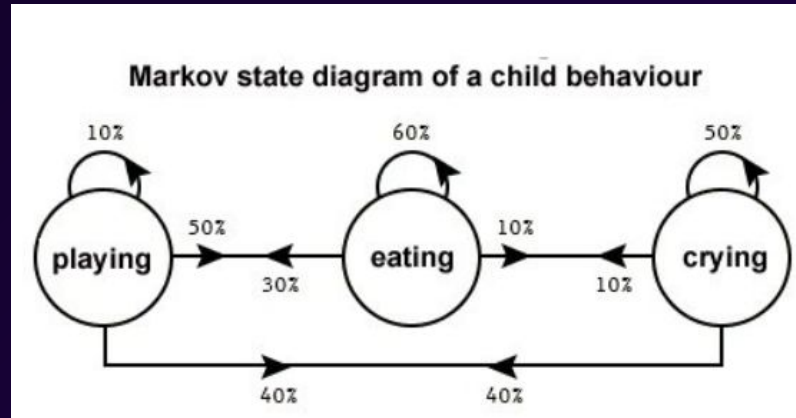 Markov state diagram of a child behaviour
10% 60% 50%
50% 10%
playing eating crying
30% 10%
40% 40%